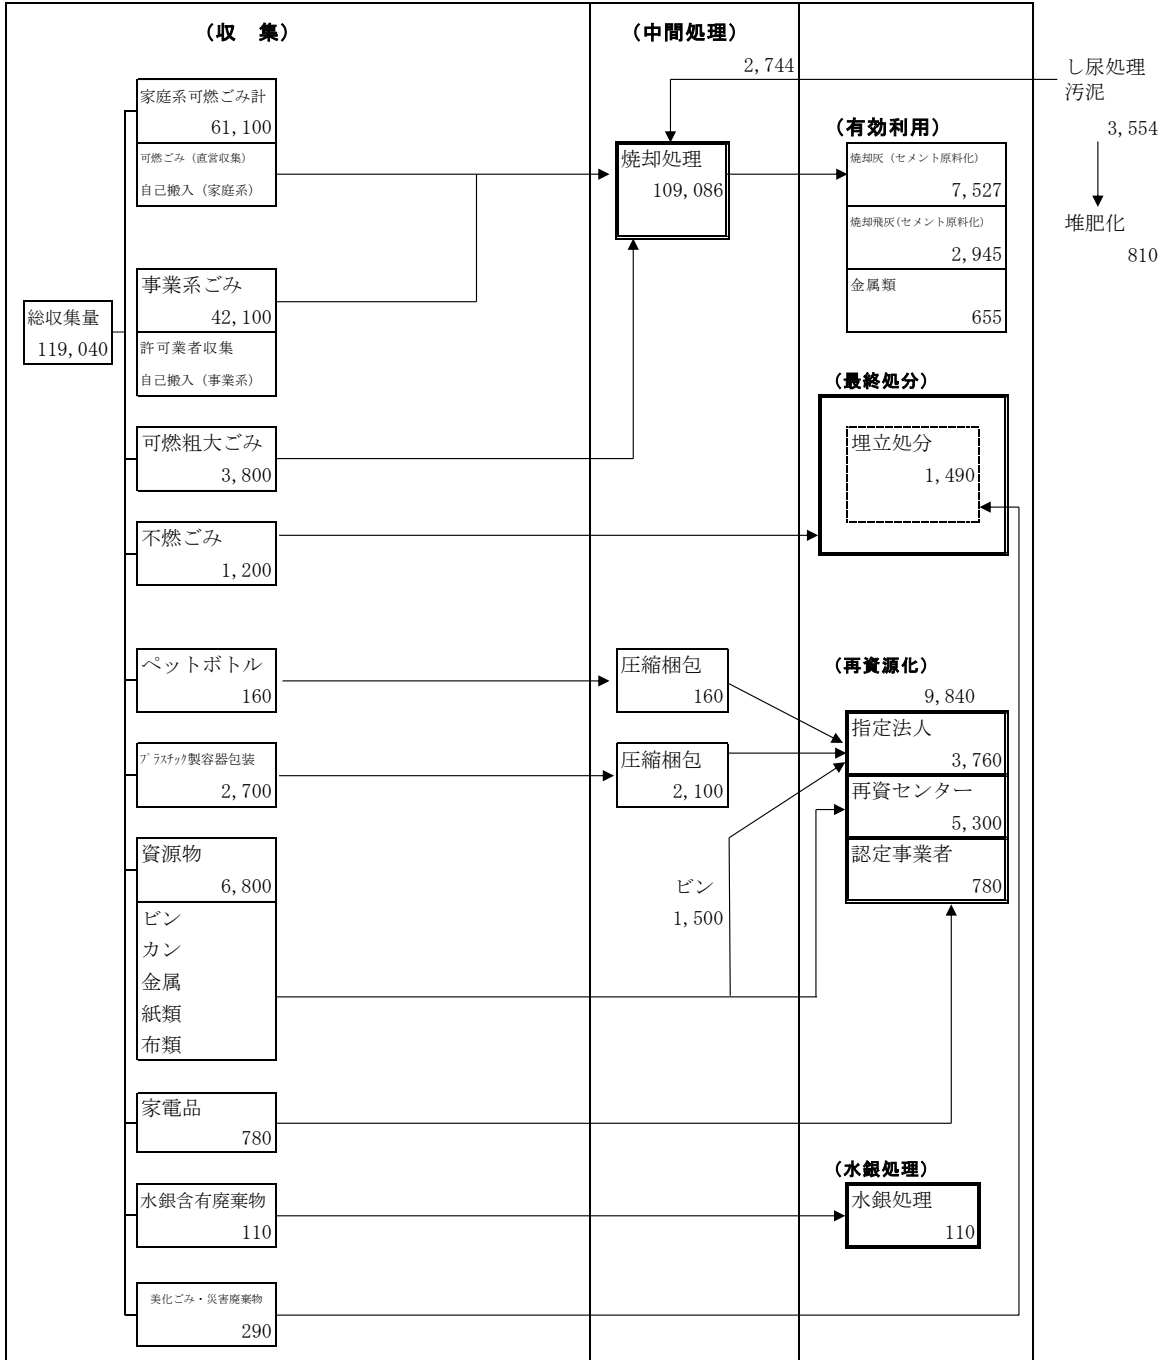 （収　集）
（中間処理）
2,744
し尿処理
汚泥
3,554
堆肥化
810
家庭系可燃ごみ計
61,100
可燃ごみ（直営収集）
自己搬入（家庭系）
焼却処理
109,086
（有効利用）
焼却灰（セメント原料化）
7,527
焼却飛灰(セメント原料化)
2,945
金属類
655
総収集量
119,040
事業系ごみ
42,100
許可業者収集
自己搬入（事業系）
（最終処分）
埋立処分
1,490
可燃粗大ごみ
3,800
不燃ごみ
1,200
ペットボトル
160
圧縮梱包
160
（再資源化）
9,840
指定法人
3,760
再資センター
5,300
認定事業者
780
ﾌﾟﾗｽﾁｯｸ製容器包装
2,700
圧縮梱包
2,100
資源物
6,800
ビン
カン
金属
紙類
布類
ビン
1,500
家電品
780
（水銀処理）
水銀含有廃棄物
110
水銀処理
110
美化ごみ・災害廃棄物
290